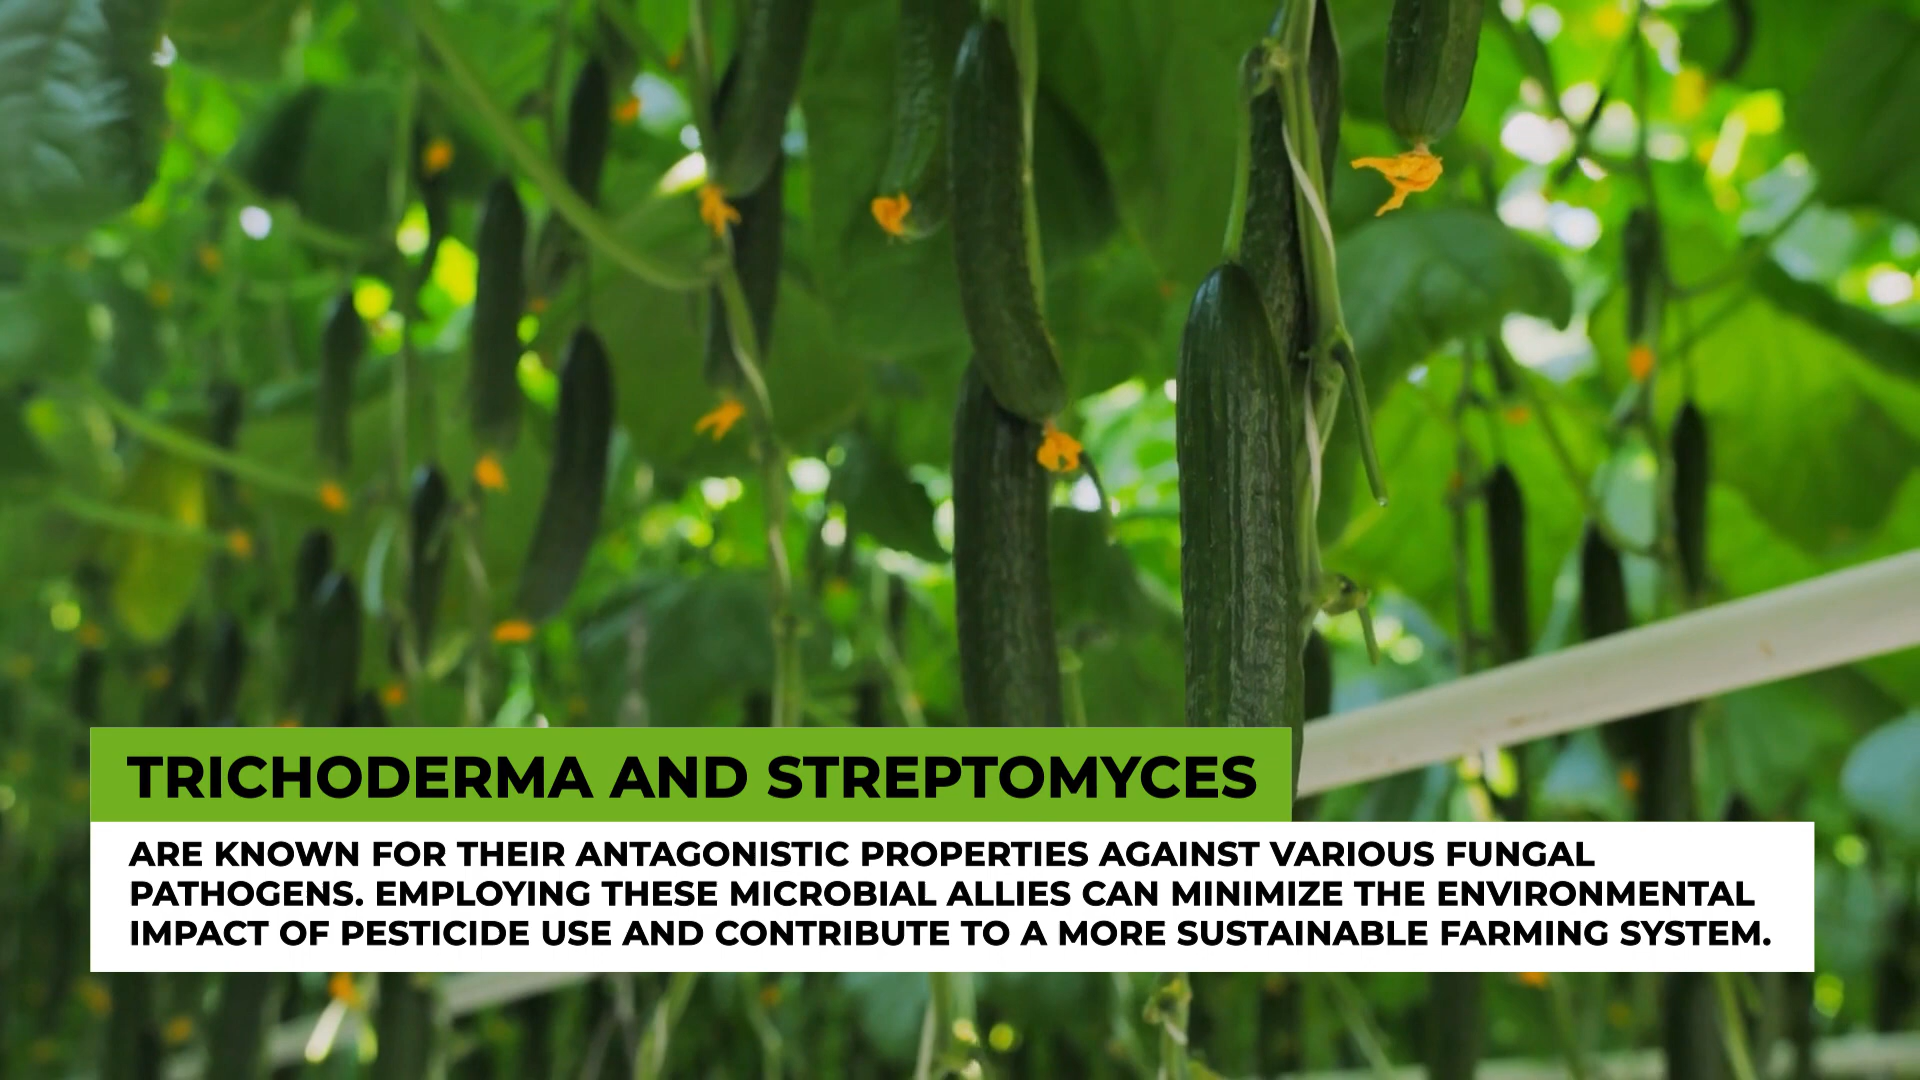 TRICHODERMA AND STREPTOMYCES
ARE KNOWN FOR THEIR ANTAGONISTIC PROPERTIES AGAINST VARIOUS FUNGAL
PATHOGENS. EMPLOYING THESE MICROBIAL ALLIES CAN MINIMIZE THE ENVIRONMENTAL
IMPACT OF PESTICIDE USE AND CONTRIBUTE TO A MORE SUSTAINABLE FARMING SYSTEM.